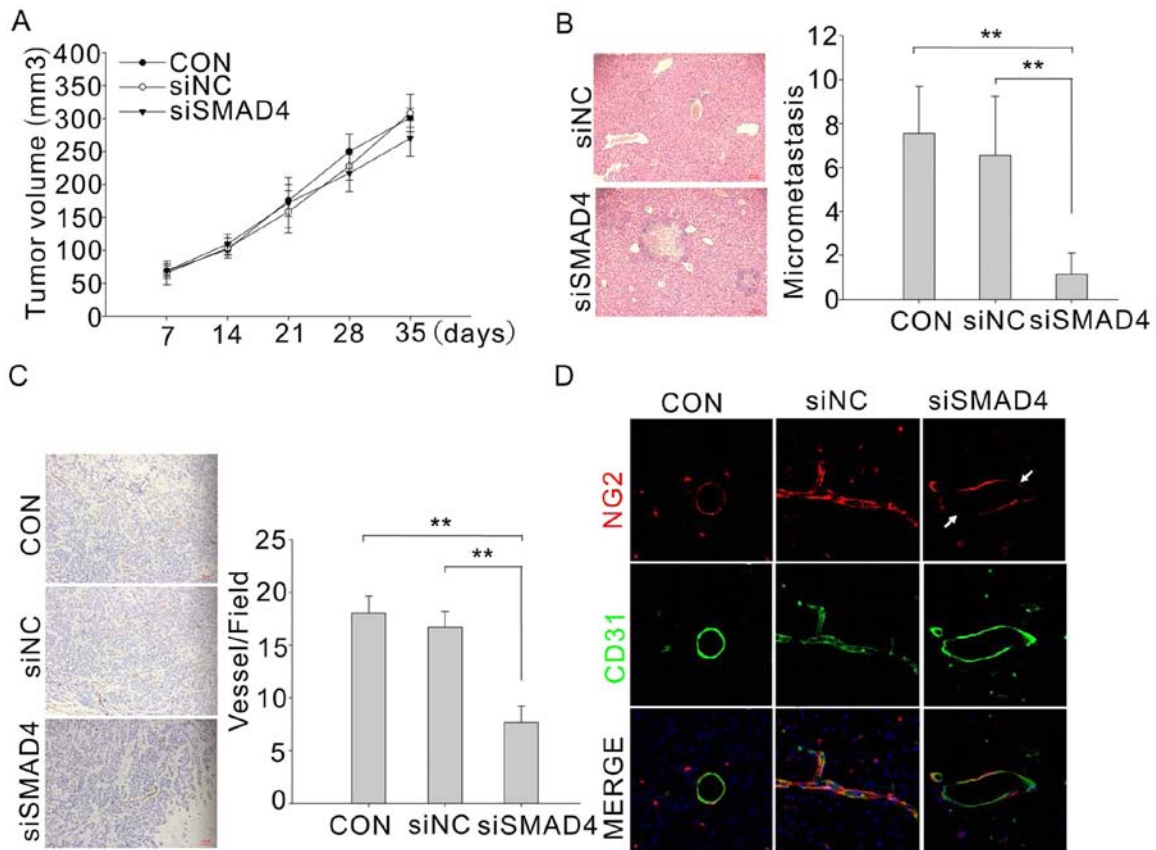 A
Tumor volume (mm3)
400
350
300
250
200
150
100
50
0
CON
siNC
siSMAD4
7 14 21 28 35 (days)
B
siNC
siSMAD4
Micrometastasis
12
10
8
6
4
2
0
**
**
CON siNC siSMAD4
C
CON
siNC
siSMAD4
Vessel/Field
25
20
15
10
5
0
**
**
CON siNC siSMAD4
D
CON siNC siSMAD4
NG2
CD31
MERGE